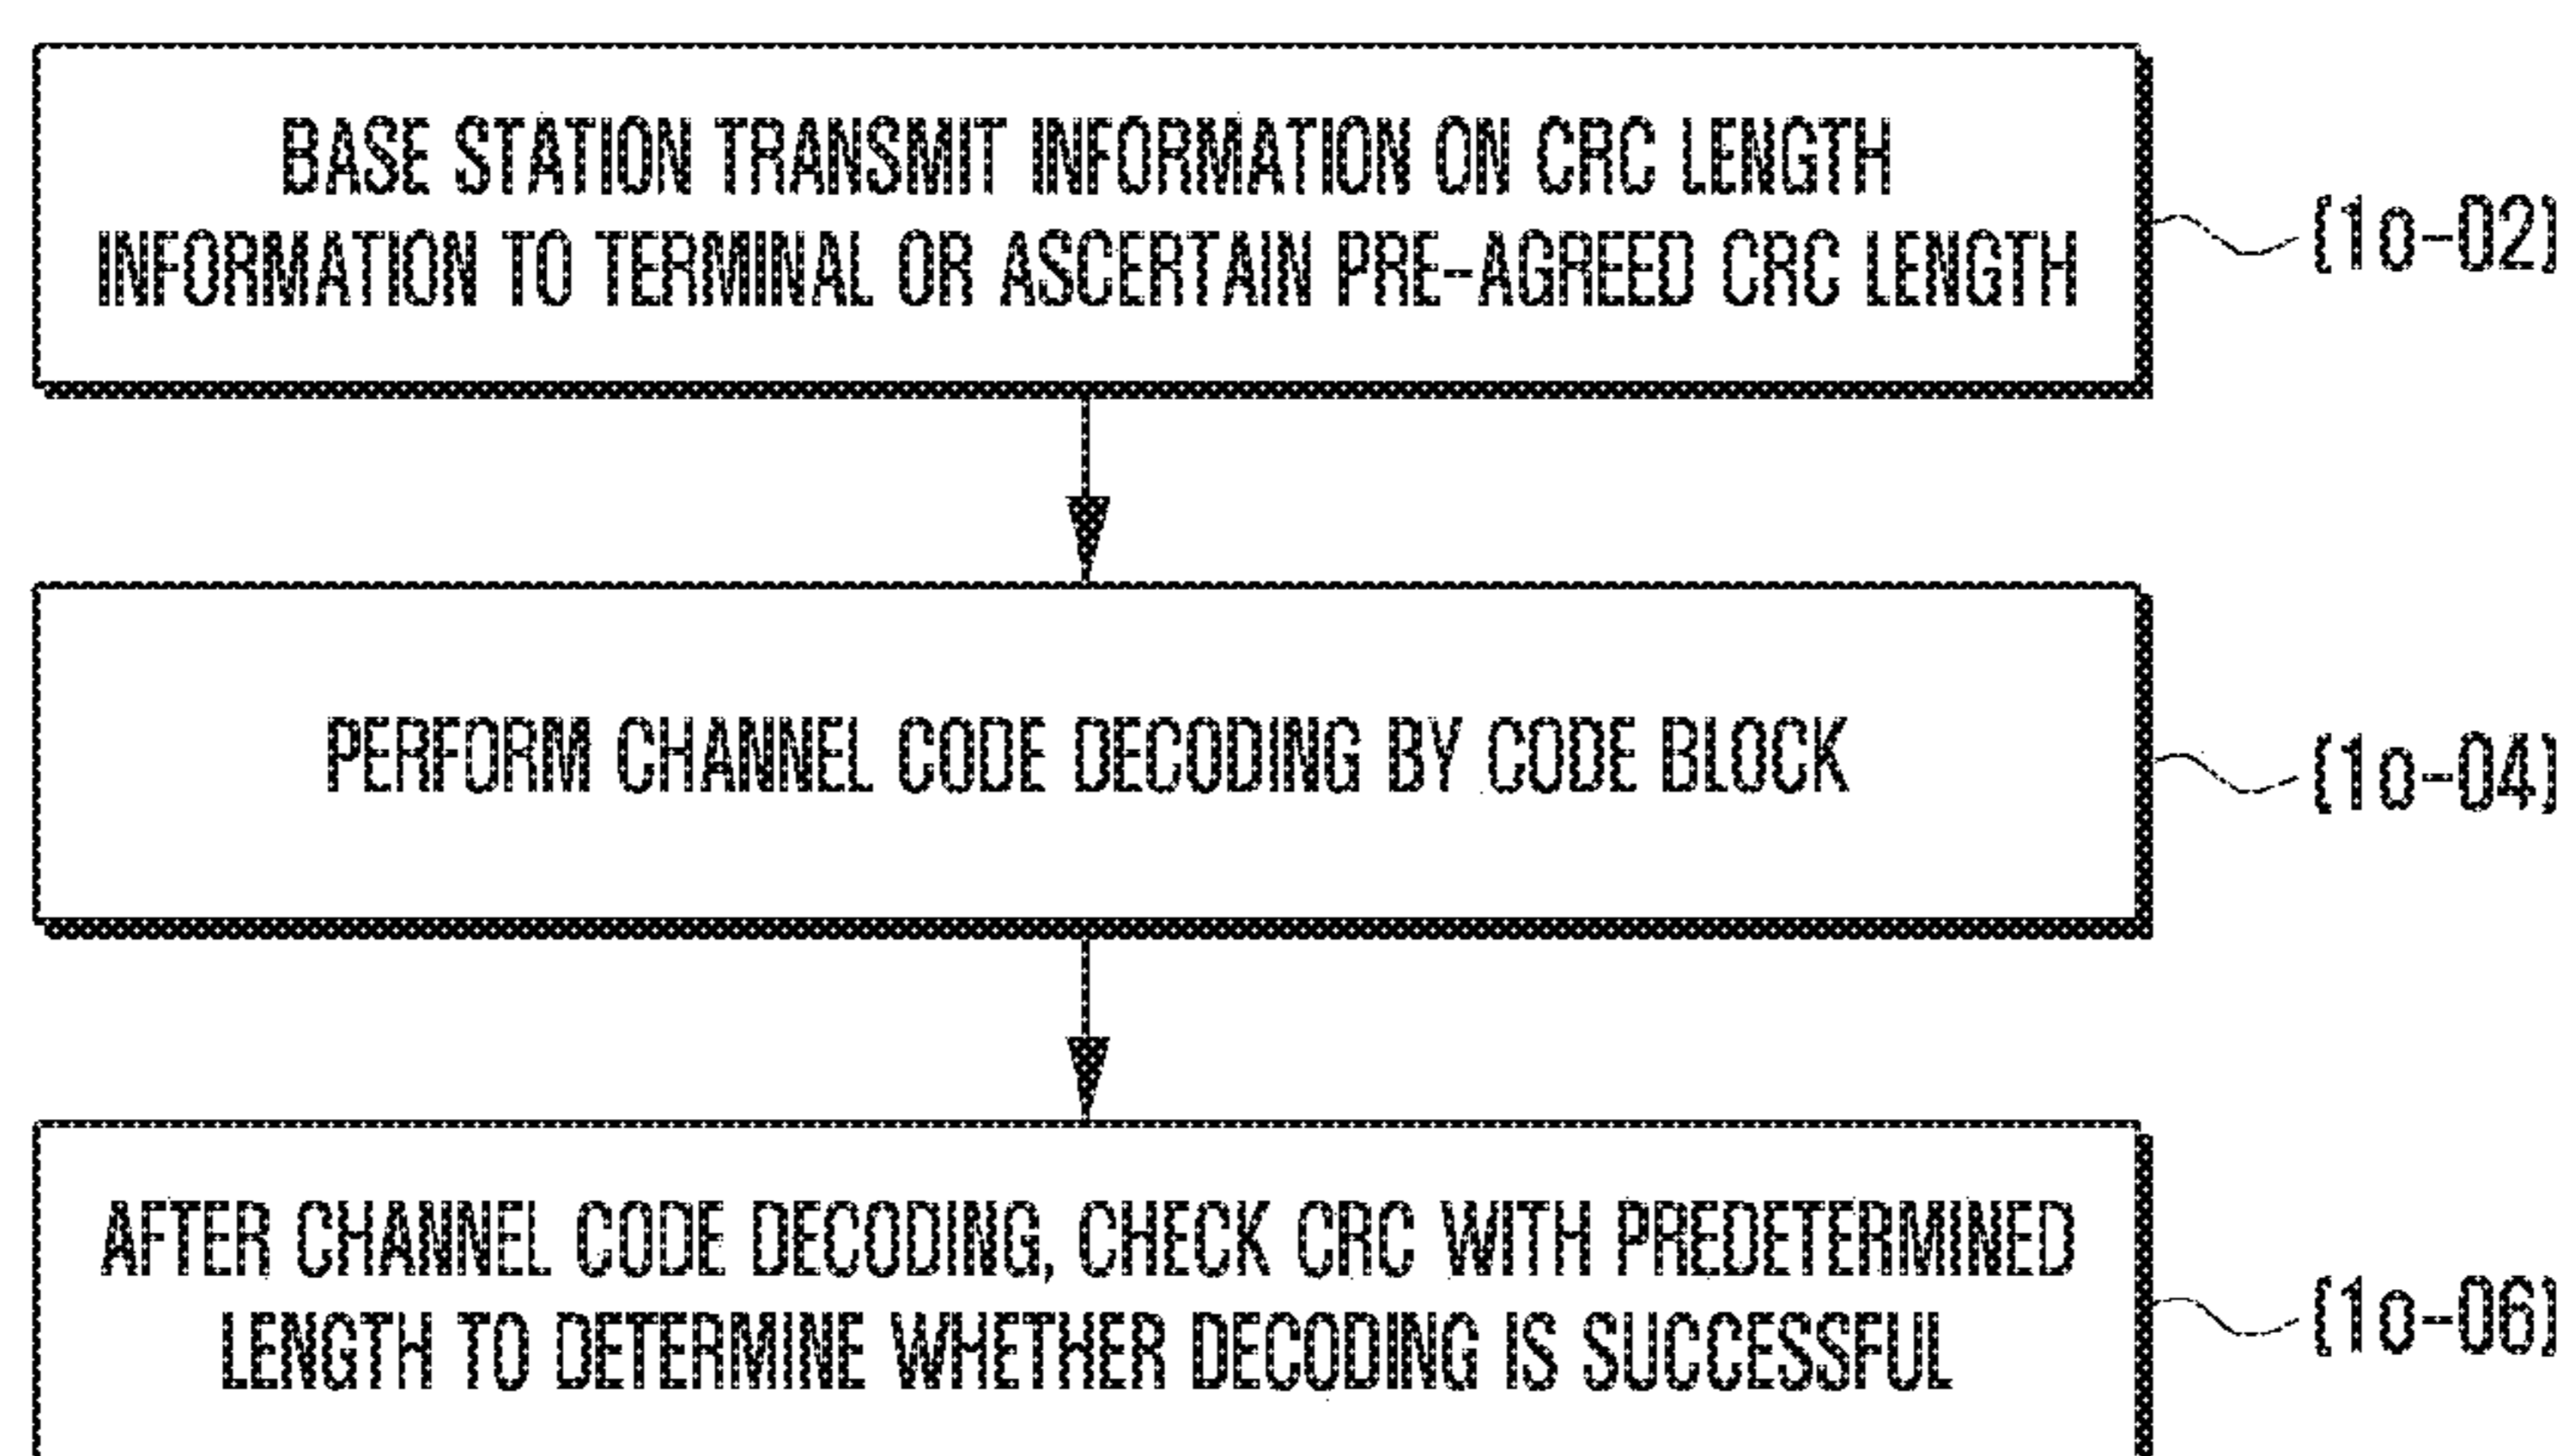 BASE STATION TRANSMIT INFORMATION ON CRC LENGTH
INFORMATION TO TERMINAL OR ASCERTAIN PRE-AGREED CRC LENGTH
(1o-02)
PERFORM CHANNEL CODE DECODING BY CODE BLOCK
(1o-04)
AFTER CHANNEL CODE DECODING, CHECK CRC WITH PREDETERMINED
LENGTH TO DETERMINE WHETHER DECODING IS SUCCESSFUL
(1o-06)